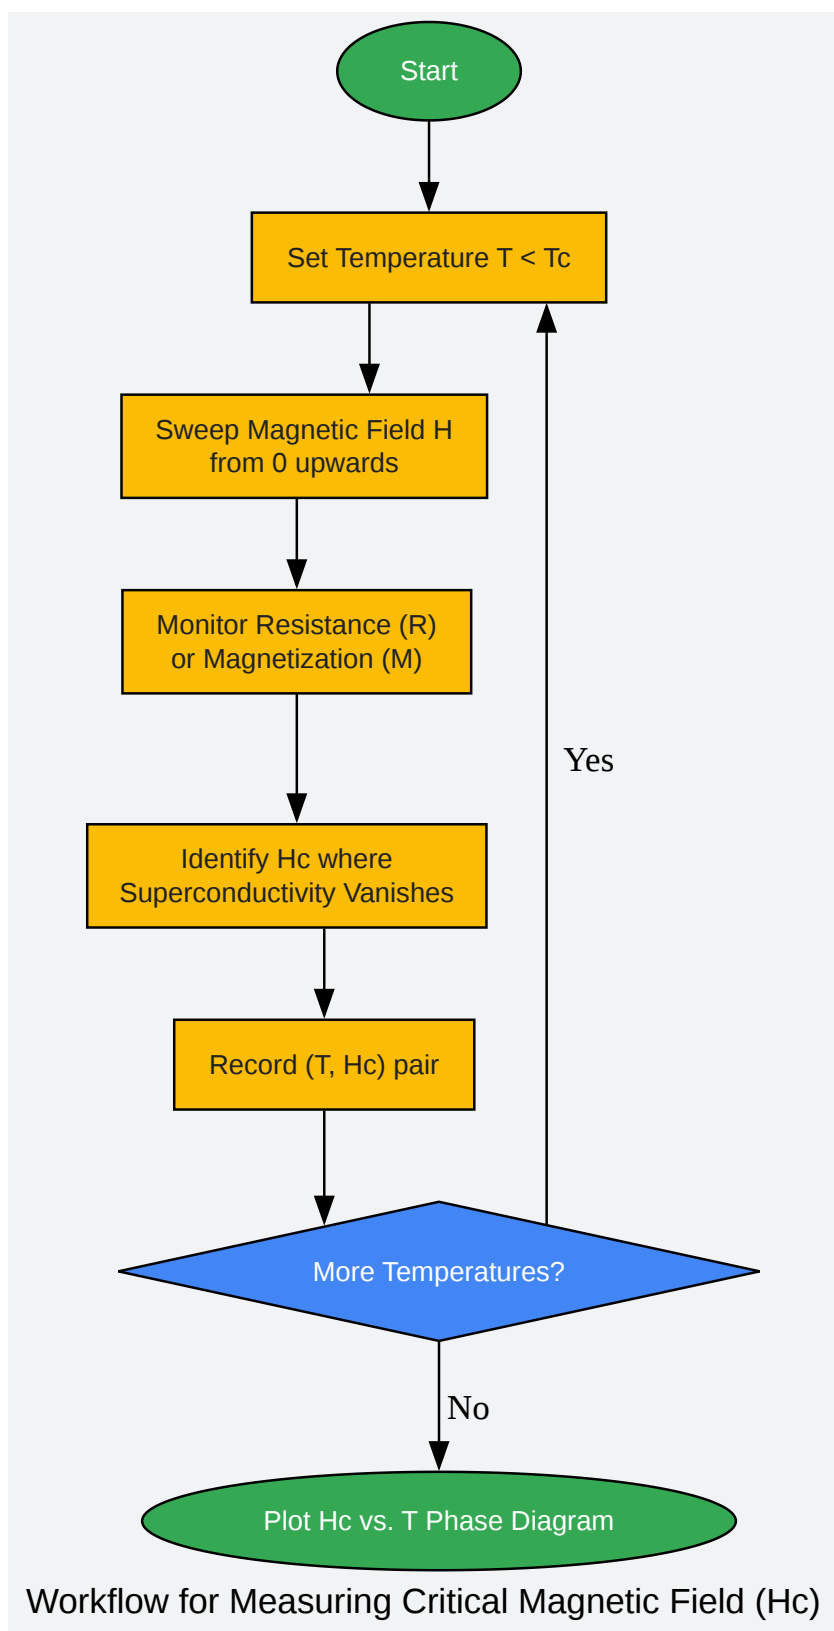 Start
Set Temperature T < Tc
Sweep Magnetic Field H
from 0 upwards
Monitor Resistance (R)
or Magnetization (M)
Yes
Identify Hc where
Superconductivity Vanishes
Record (T, Hc) pair
More Temperatures?
No
Plot Hc vs. T Phase Diagram
Workflow for Measuring Critical Magnetic Field (Hc)